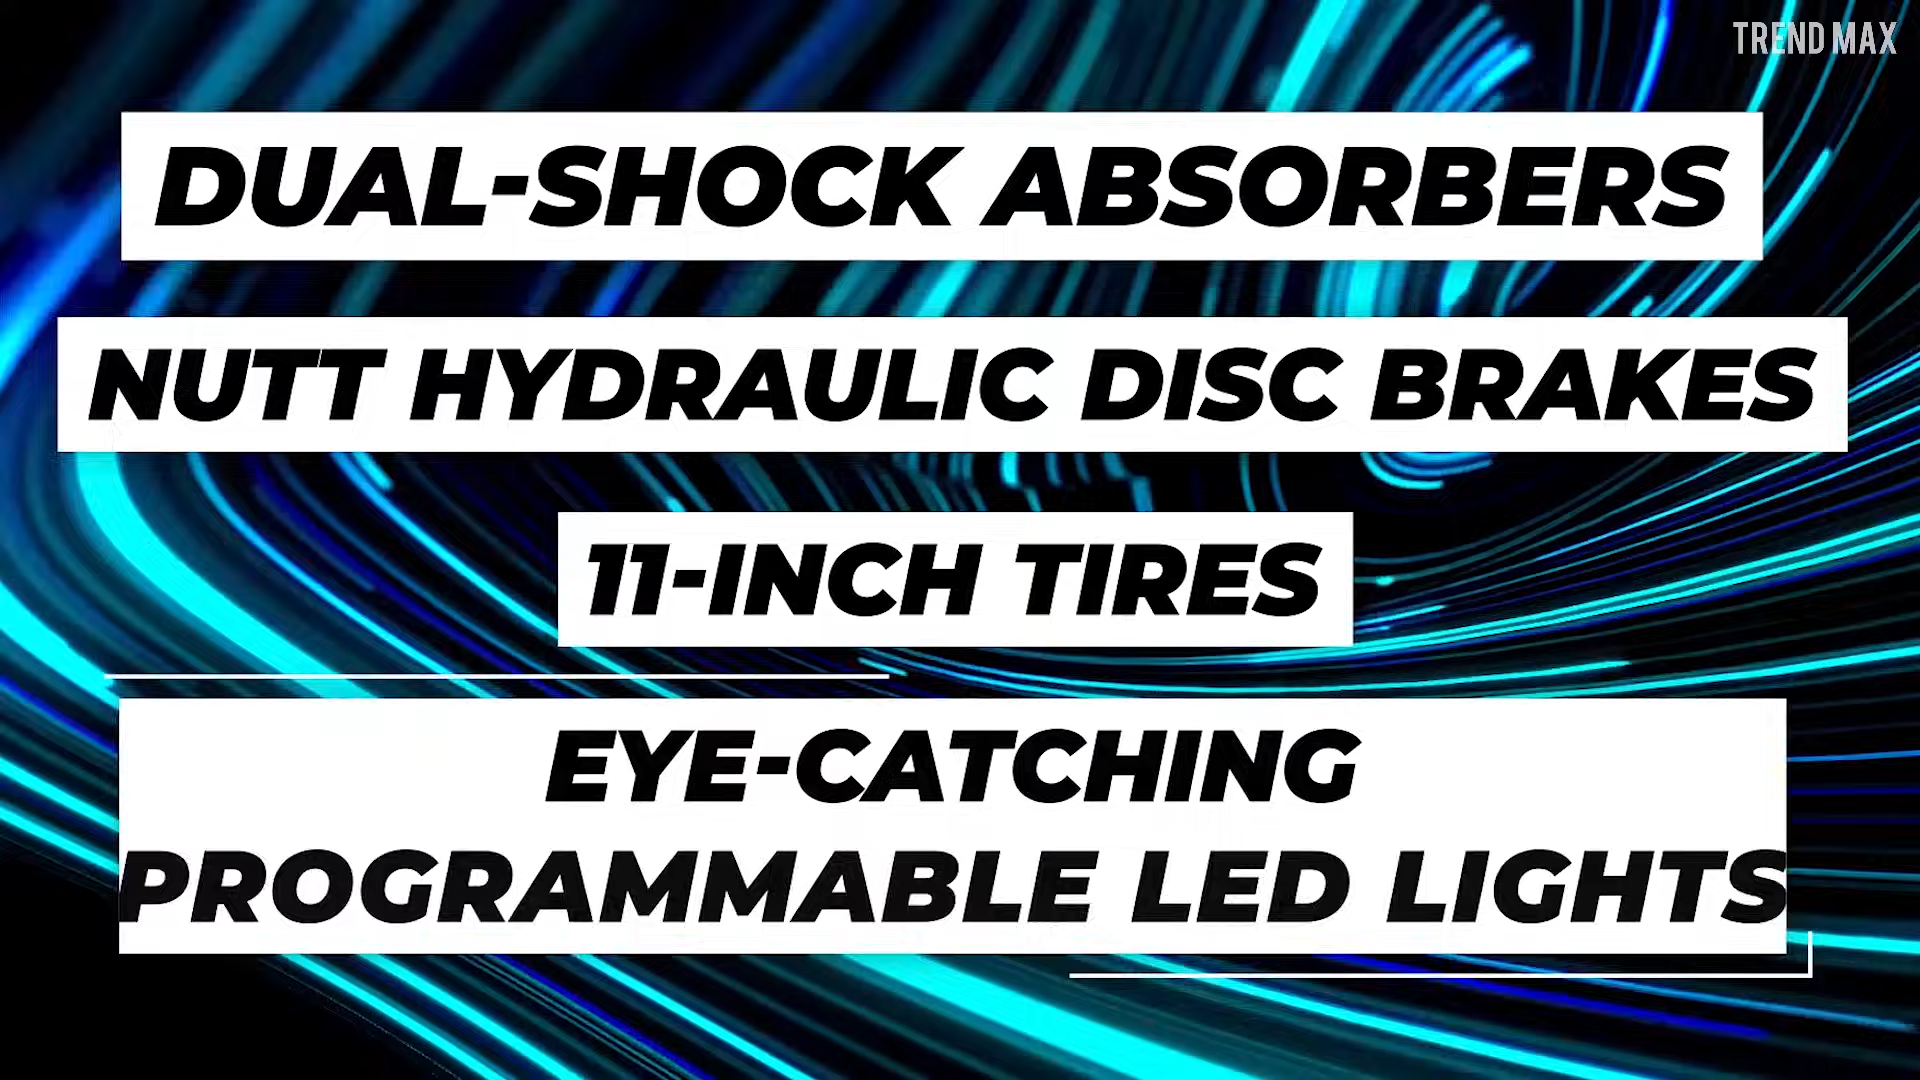 TREND MAX
DUAL-SHOCK ABSORBERS
NUTT HYDRAULIC DISC BRAKES
11-INCH TIRES
EYE-CATCHING
PROGRAMMABLE LED LIGHTS